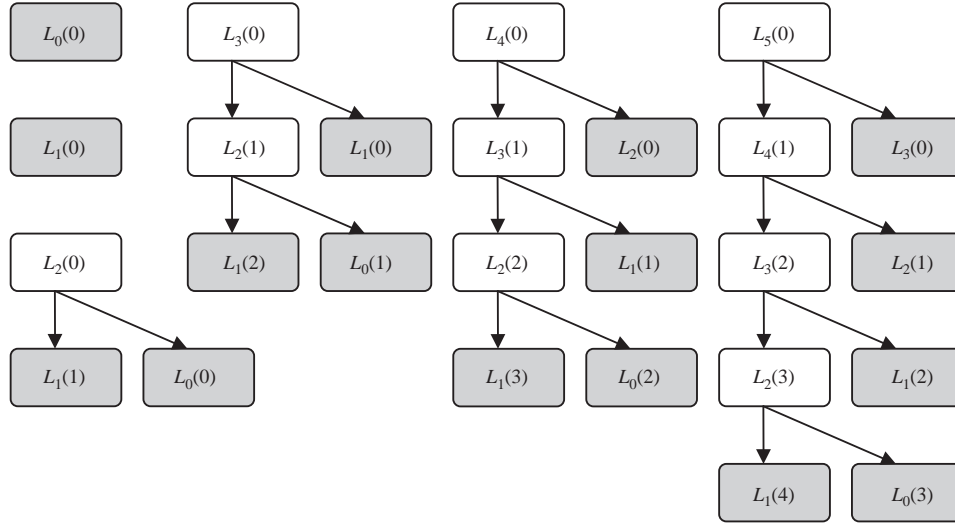 L₀(0) L₃(0) L₄(0) L₅(0)
L₁(0) L₂(1) L₁(0) L₃(1) L₂(0) L₄(1) L₃(0)
L₂(0) L₁(2) L₀(1) L₂(2) L₁(1) L₃(2) L₂(1)
L₁(1) L₀(0) L₁(3) L₀(2) L₂(3) L₁(2)
L₁(4) L₀(3)